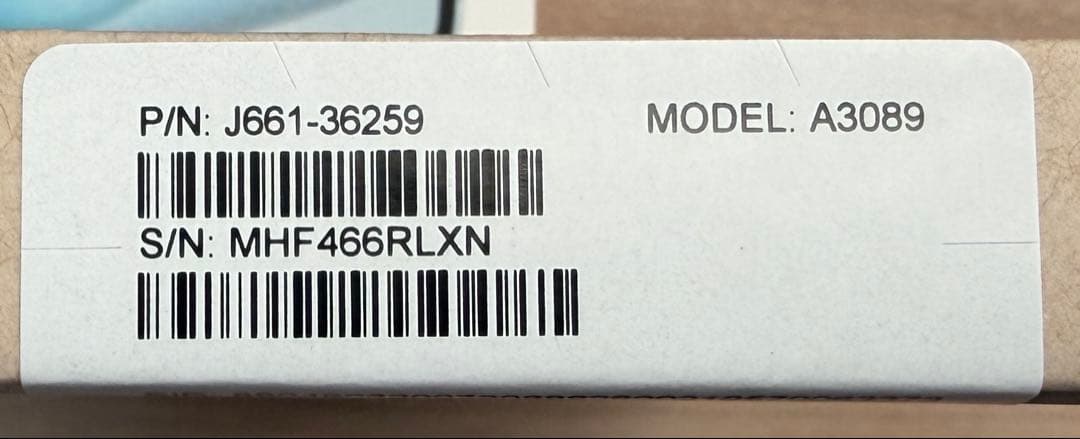 P/N: J661-36259
MODEL: A3089
S/N: MHF466RLXN